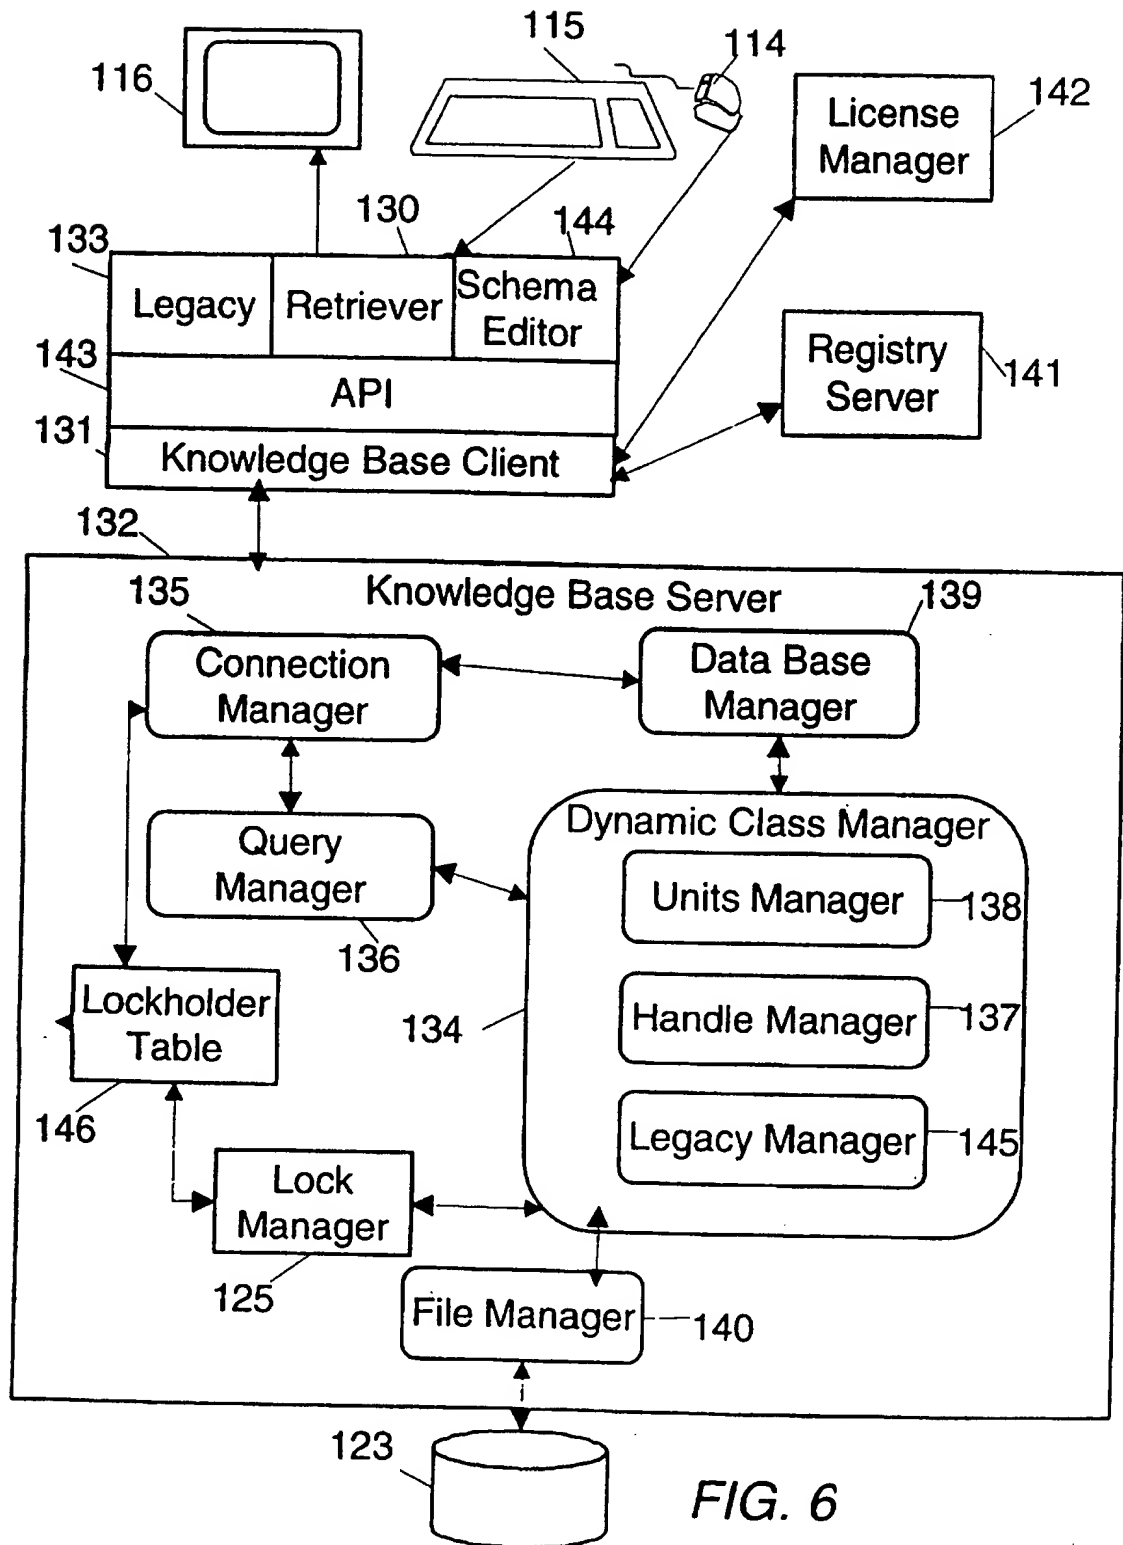 115
114
116
142
License
Manager
130
144
133
Legacy
Retriever
Schema
Editor
Registry
Server
141
143
API
131
Knowledge Base Client
132
Knowledge Base Server
135
139
Connection
Manager
Data Base
Manager
Dynamic Class Manager
Query
Manager
Units Manager
138
136
Lockholder
Table
134
Handle Manager
137
146
Legacy Manager
145
Lock
Manager
125
File Manager
140
123
FIG. 6